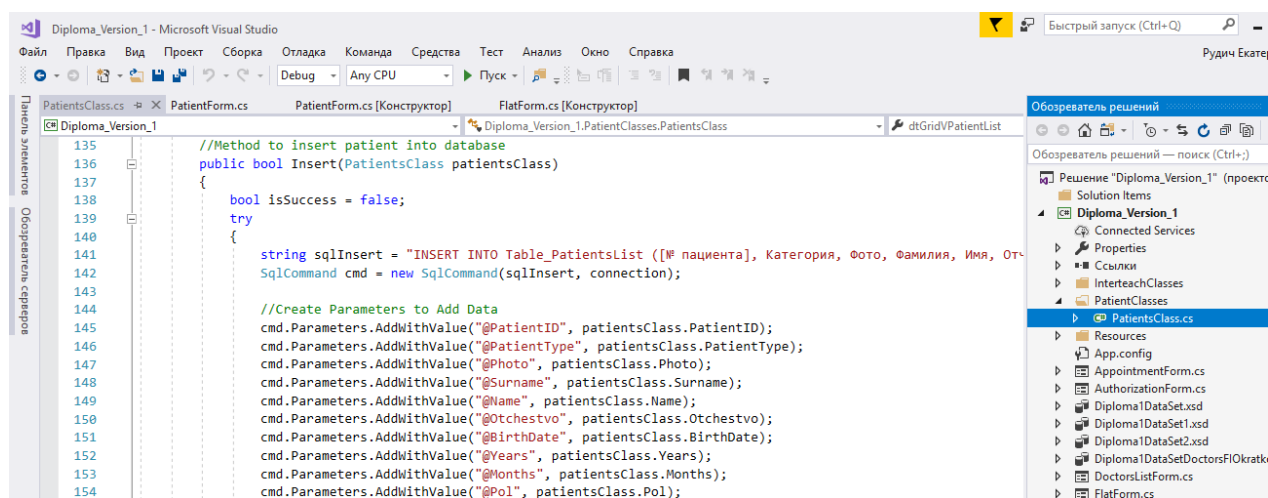 Diploma_Version_1 - Microsoft Visual Studio
Быстрый запуск (Ctrl+Q)
Файл Правка Вид Проект Сборка Отладка Команда Средства Тест Анализ Окно Справка
Рудич Екатер
Debug Any CPU Пуск
Панель элементов
Обозреватель серверов
PatientsClass.cs PatientForm.cs PatientForm.cs [Конструктор] FlatForm.cs [Конструктор]
Diploma_Version_1 Diploma_Version_1.PatientClasses.PatientsClass dtGridVPatientList
135 //Method to insert patient into database
136 public bool Insert(PatientsClass patientsClass)
137 {
138 bool isSuccess = false;
139 try
140 {
141 string sqlInsert = "INSERT INTO Table_PatientsList ([№ пациента], Категория, Фото, Фамилия, Имя, Отч
142 SqlCommand cmd = new SqlCommand(sqlInsert, connection);
143
144 //Create Parameters to Add Data
145 cmd.Parameters.AddWithValue("@PatientID", patientsClass.PatientID);
146 cmd.Parameters.AddWithValue("@PatientType", patientsClass.PatientType);
147 cmd.Parameters.AddWithValue("@Photo", patientsClass.Photo);
148 cmd.Parameters.AddWithValue("@Surname", patientsClass.Surname);
149 cmd.Parameters.AddWithValue("@Name", patientsClass.Name);
150 cmd.Parameters.AddWithValue("@Otchestvo", patientsClass.Otchestvo);
151 cmd.Parameters.AddWithValue("@BirthDate", patientsClass.BirthDate);
152 cmd.Parameters.AddWithValue("@Years", patientsClass.Years);
153 cmd.Parameters.AddWithValue("@Months", patientsClass.Months);
154 cmd.Parameters.AddWithValue("@Pol", patientsClass.Pol);
Обозреватель решений
Обозреватель решений — поиск (Ctrl+;)
Решение "Diploma_Version_1" (проекто
Solution Items
C# Diploma_Version_1
Connected Services
Properties
Ссылки
InterteachClasses
PatientClasses
C# PatientsClass.cs
Resources
App.config
AppointmentForm.cs
AuthorizationForm.cs
Diploma1DataSet.xsd
Diploma1DataSet1.xsd
Diploma1DataSet2.xsd
Diploma1DataSetDoctorsFIOkratko
DoctorsListForm.cs
FlatForm.cs